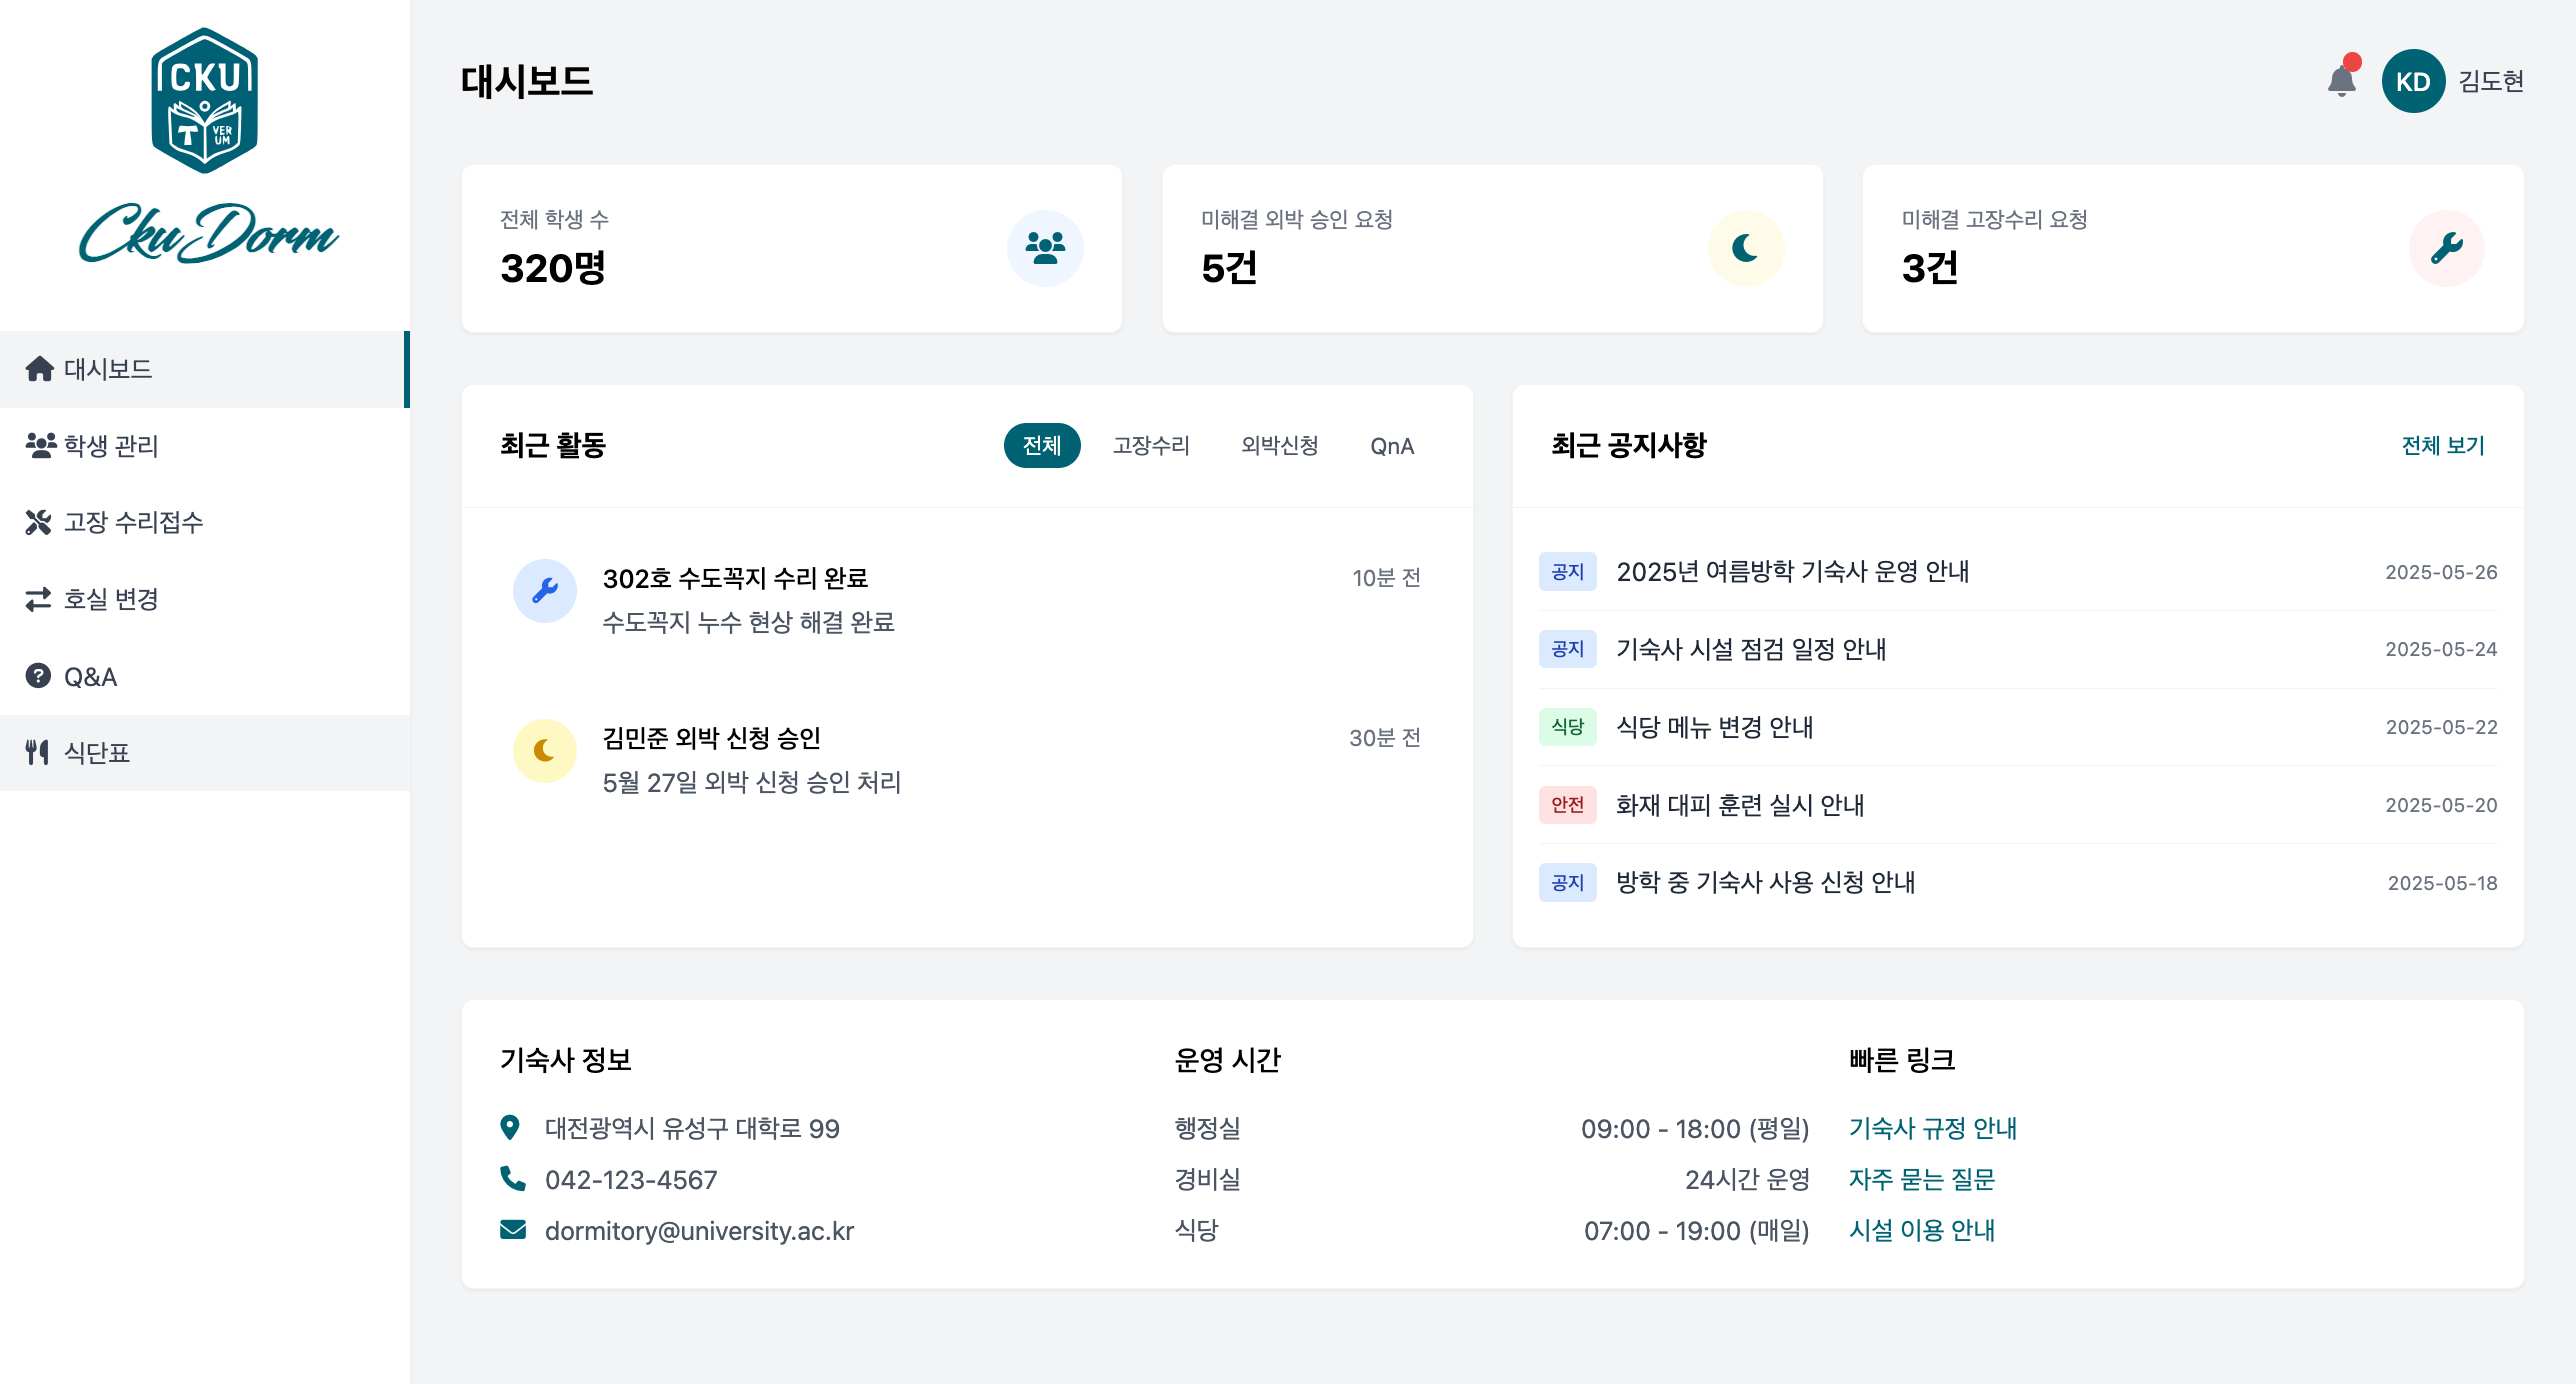 CKU
VER
UM
Cku Dorm
대시보드
학생 관리
고장 수리접수
호실 변경
Q&A
식단표
대시보드
KD 김도현
전체 학생 수
320명
미해결 외박 승인 요청
5건
미해결 고장수리 요청
3건
최근 활동
전체 고장수리 외박신청 QnA
302호 수도꼭지 수리 완료 10분 전
수도꼭지 누수 현상 해결 완료
김민준 외박 신청 승인 30분 전
5월 27일 외박 신청 승인 처리
최근 공지사항 전체 보기
공지 2025년 여름방학 기숙사 운영 안내 2025-05-26
공지 기숙사 시설 점검 일정 안내 2025-05-24
식당 식당 메뉴 변경 안내 2025-05-22
안전 화재 대피 훈련 실시 안내 2025-05-20
공지 방학 중 기숙사 사용 신청 안내 2025-05-18
기숙사 정보
대전광역시 유성구 대학로 99
042-123-4567
dormitory@university.ac.kr
운영 시간
행정실 09:00 - 18:00 (평일)
경비실 24시간 운영
식당 07:00 - 19:00 (매일)
빠른 링크
기숙사 규정 안내
자주 묻는 질문
시설 이용 안내